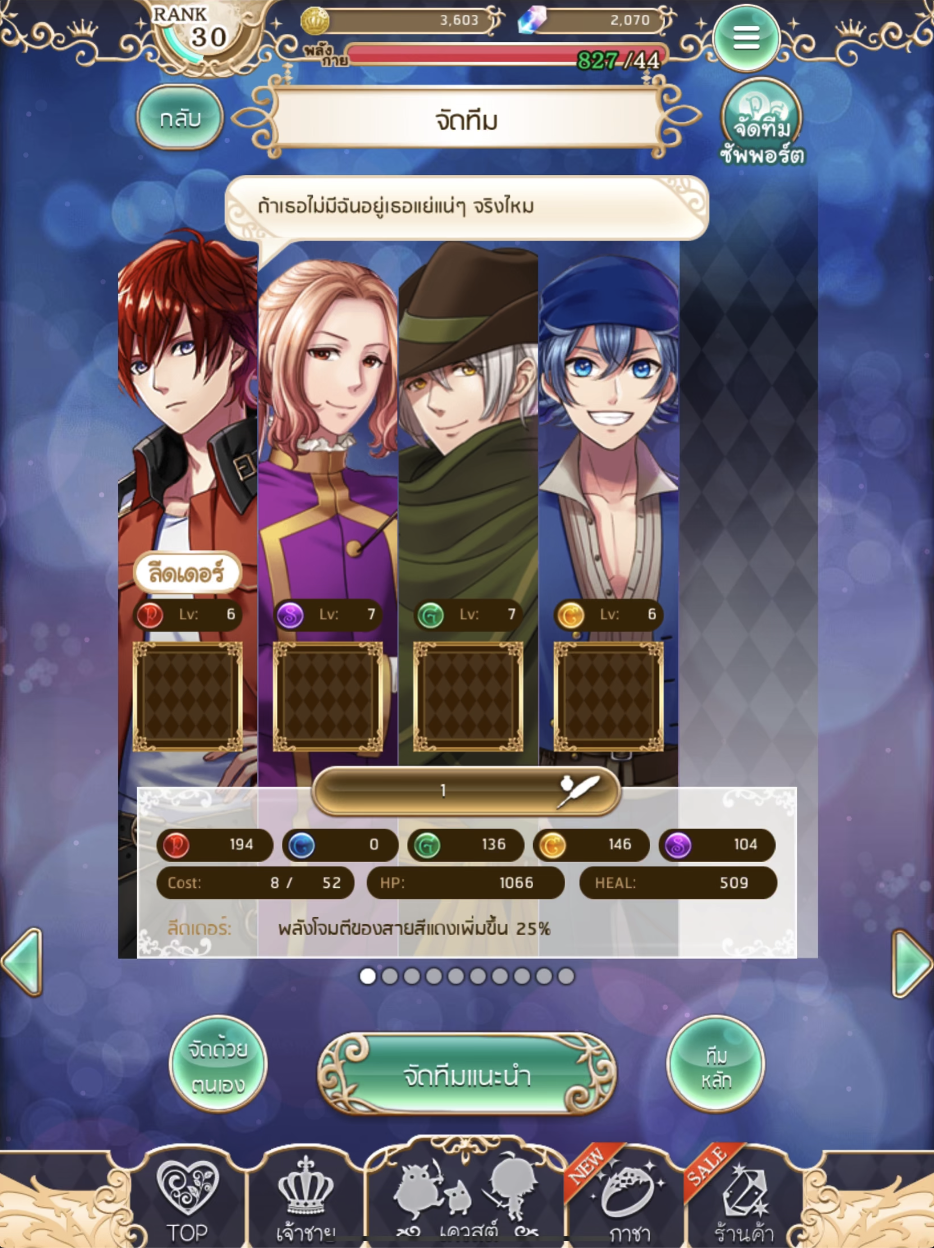 RANK
30
3,603
2,070
พลัง
กาย
827/44
กลับ
จัดทีม
จัดทีม
ซัพพอร์ต
ถ้าเธอไม่มีฉันอยู่เธอแย่แน่ๆ จริงไหม
ลีดเดอร์
P Lv: 6
S Lv: 7
G Lv: 7
C Lv: 6
1
P 194
G 0
G 136
C 146
S 104
Cost: 8 / 52
HP: 1066
HEAL: 509
ลีดเดอร์: พลังโจมตีของสายสีแดงเพิ่มขึ้น 25%
จัดด้วย
ตนเอง
จัดทีมแนะนำ
ทีม
หลัก
NEW
SALE
TOP
เจ้าชาย
เควสต์
กาชา
ร้านค้า